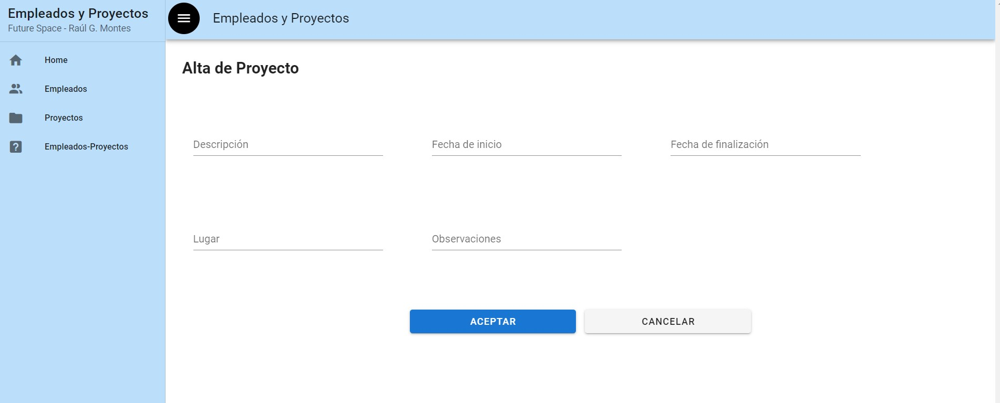 Empleados y Proyectos
Future Space - Raúl G. Montes
Home
Empleados
Proyectos
Empleados-Proyectos
Empleados y Proyectos
Alta de Proyecto
Descripción
Fecha de inicio
Fecha de finalización
Lugar
Observaciones
ACEPTAR
CANCELAR